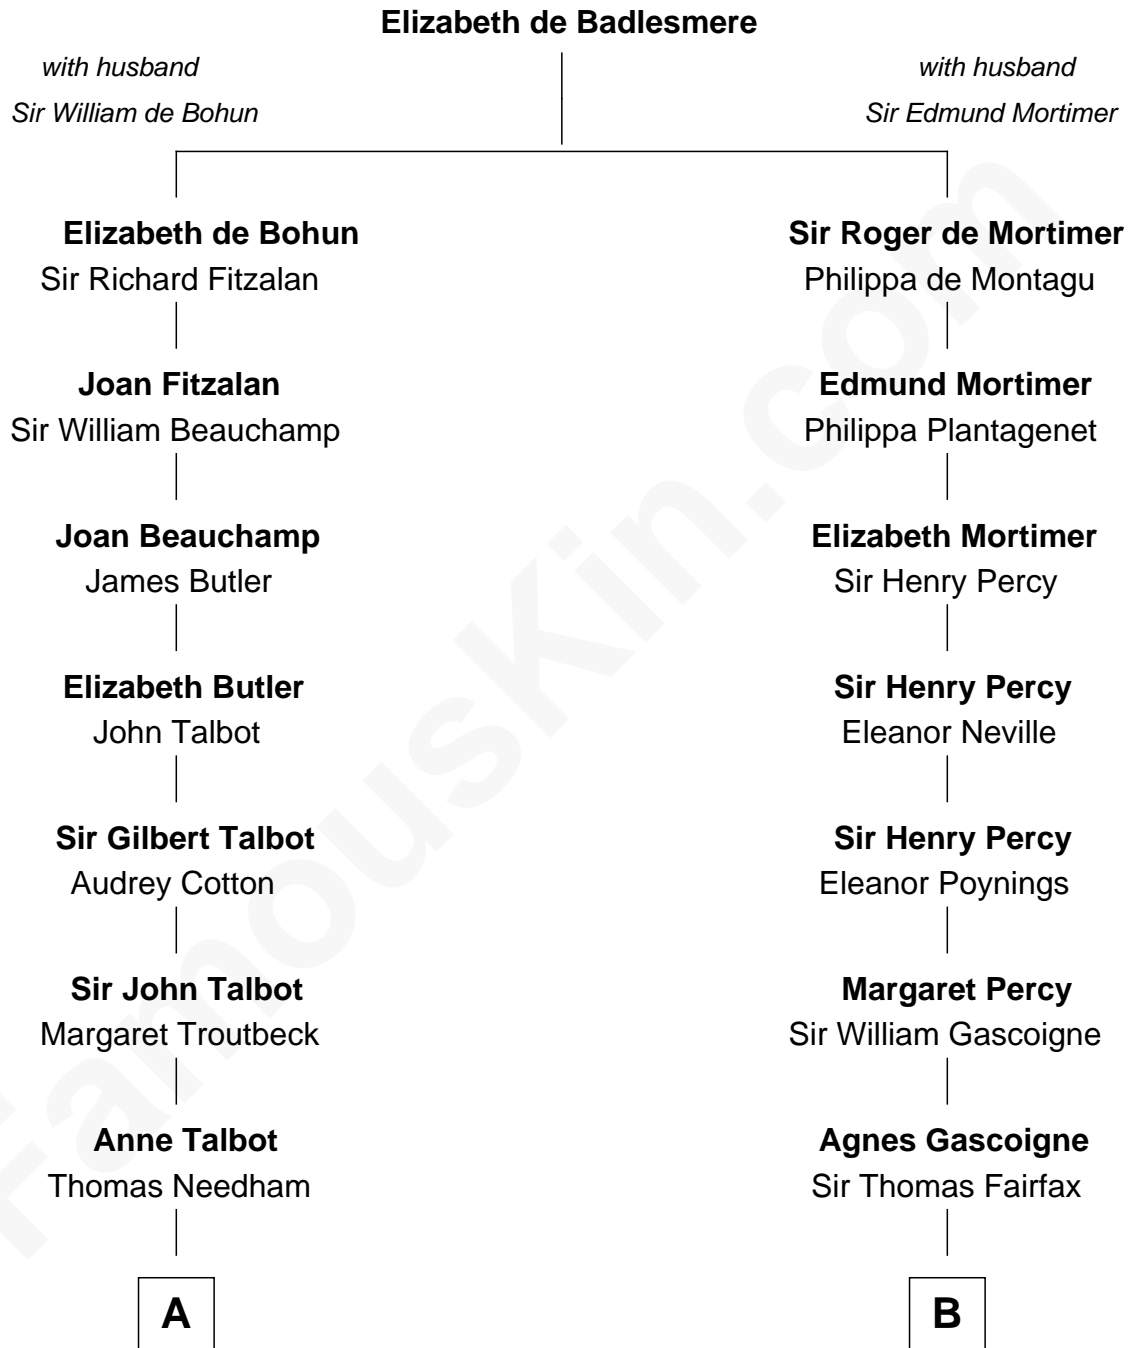 Elizabeth de Badlesmere
with husband
Sir William de Bohun
with husband
Sir Edmund Mortimer
Elizabeth de Bohun
Sir Richard Fitzalan
Joan Fitzalan
Sir William Beauchamp
Joan Beauchamp
James Butler
Elizabeth Butler
John Talbot
Sir Gilbert Talbot
Audrey Cotton
Sir John Talbot
Margaret Troutbeck
Anne Talbot
Thomas Needham
A
Sir Roger de Mortimer
Philippa de Montagu
Edmund Mortimer
Philippa Plantagenet
Elizabeth Mortimer
Sir Henry Percy
Sir Henry Percy
Eleanor Neville
Sir Henry Percy
Eleanor Poynings
Margaret Percy
Sir William Gascoigne
Agnes Gascoigne
Sir Thomas Fairfax
B
FamousKin.com